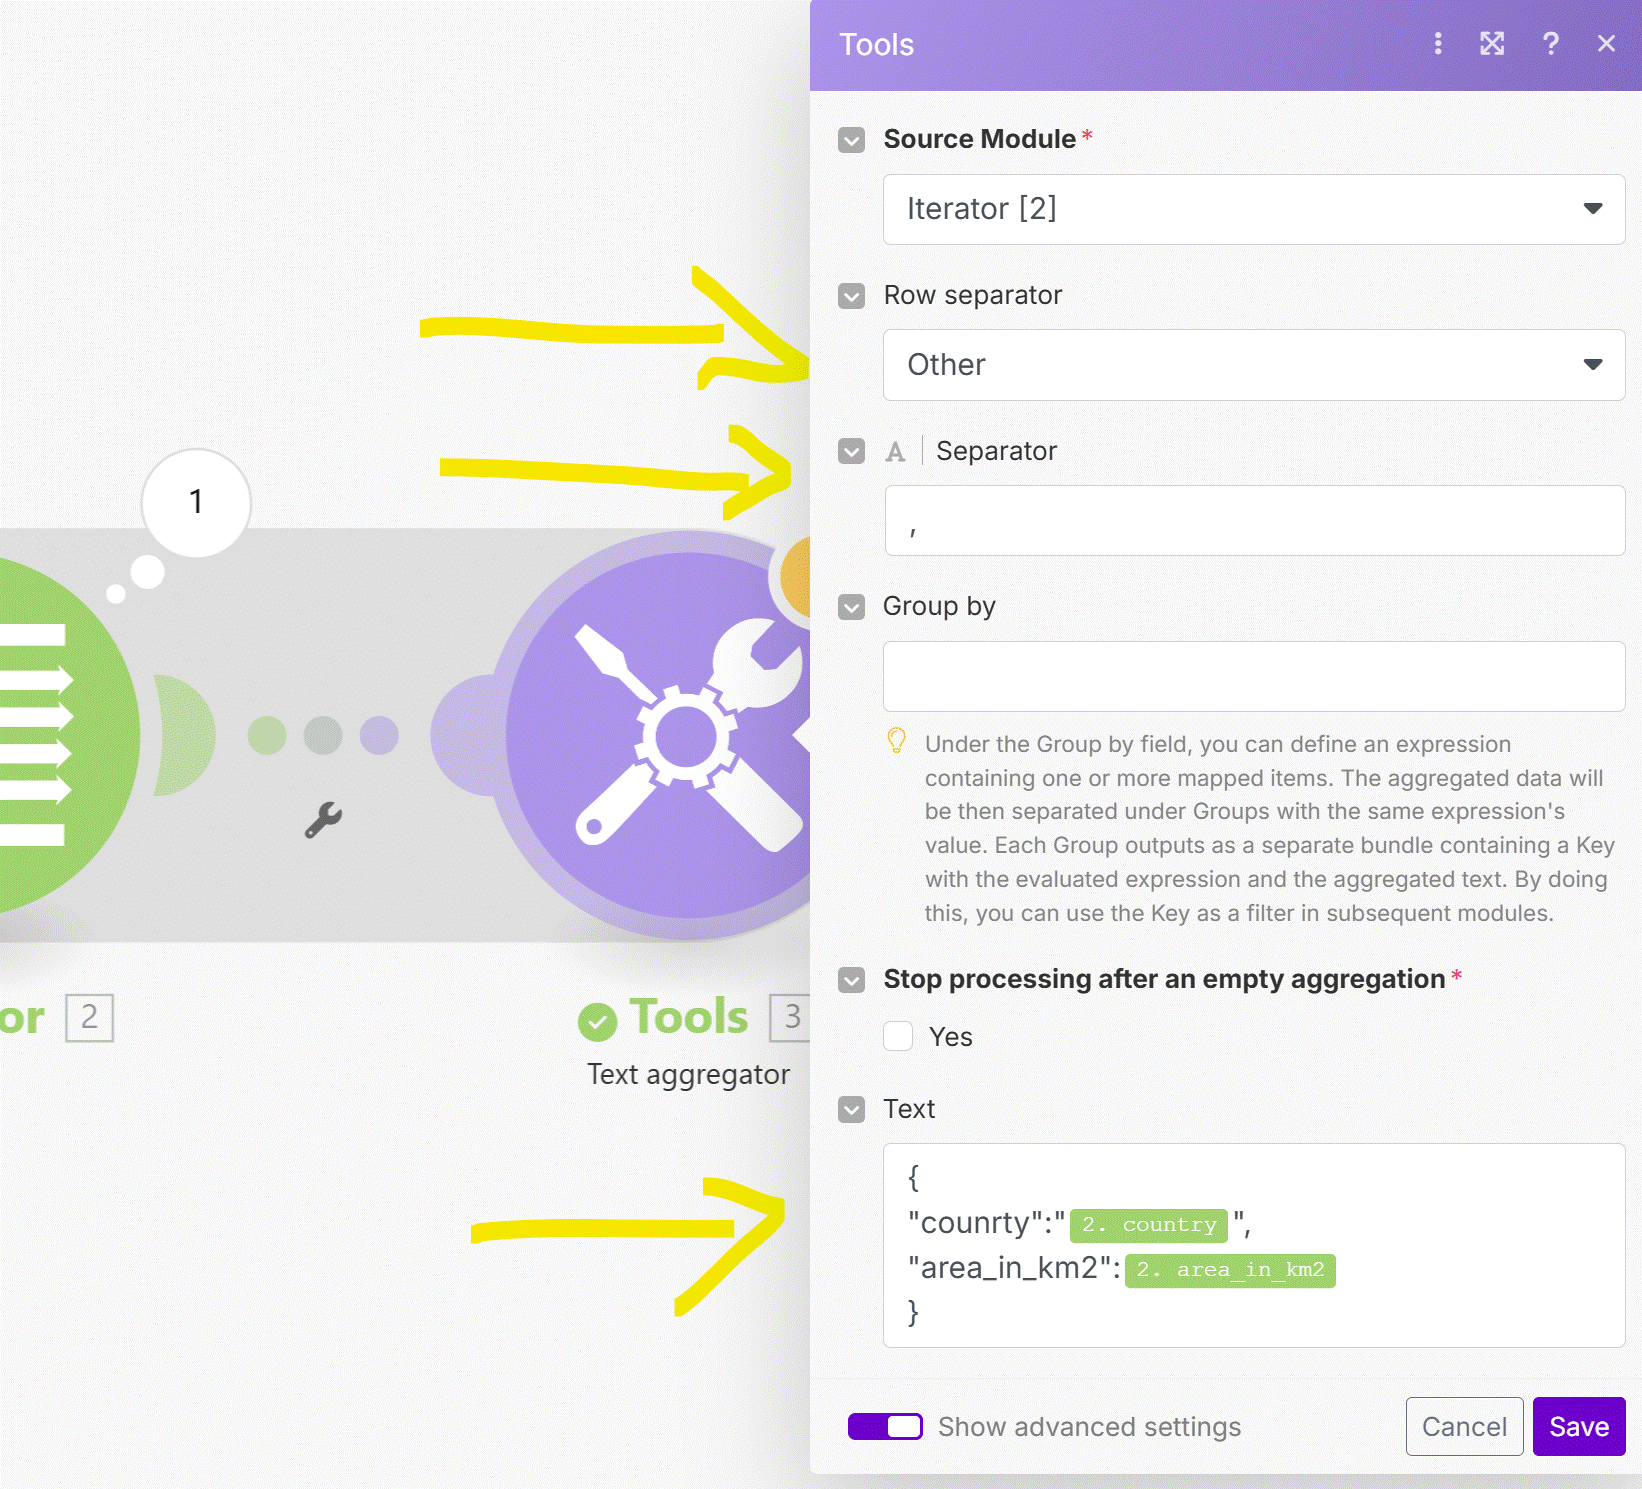 Tools
?
Source Module *
Iterator [2]
Row separator
Other
A Separator
,
Group by
Under the Group by field, you can define an expression
containing one or more mapped items. The aggregated data will
be then separated under Groups with the same expression's
value. Each Group outputs as a separate bundle containing a Key
with the evaluated expression and the aggregated text. By doing
this, you can use the Key as a filter in subsequent modules.
Stop processing after an empty aggregation *
Yes
Text
{
"counrty":"2. country",
"area_in_km2":2. area_in_km2
}
Show advanced settings
Cancel
Save
1
or 2
Tools 3
Text aggregator